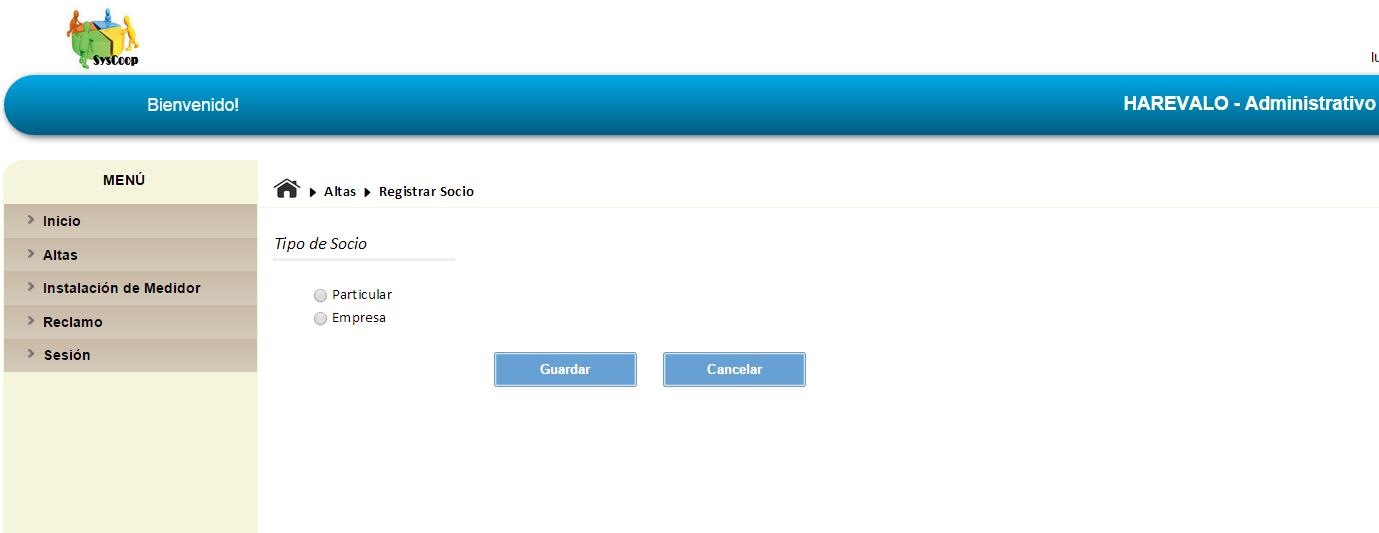 SysCoop
Bienvenido!
HAREVALO - Administrativo
MENÚ
Inicio
Altas
Instalación de Medidor
Reclamo
Sesión
Altas
Registrar Socio
Tipo de Socio
Particular
Empresa
Guardar
Cancelar